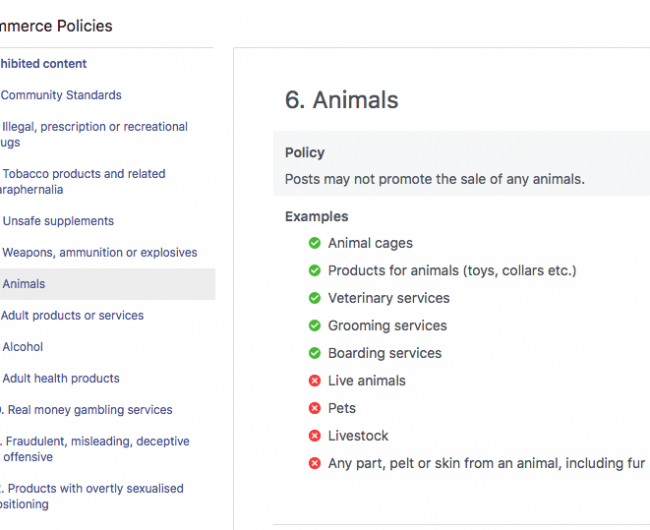 mmerce Policies
hibited content
Community Standards
Illegal, prescription or recreational
ugs
Tobacco products and related
araphernalia
Unsafe supplements
Weapons, ammunition or explosives
Animals
Adult products or services
Alcohol
Adult health products
. Real money gambling services
. Fraudulent, misleading, deceptive
offensive
. Products with overtly sexualised
sitioning
6. Animals
Policy
Posts may not promote the sale of any animals.
Examples
Animal cages
Products for animals (toys, collars etc.)
Veterinary services
Grooming services
Boarding services
Live animals
Pets
Livestock
Any part, pelt or skin from an animal, including fur